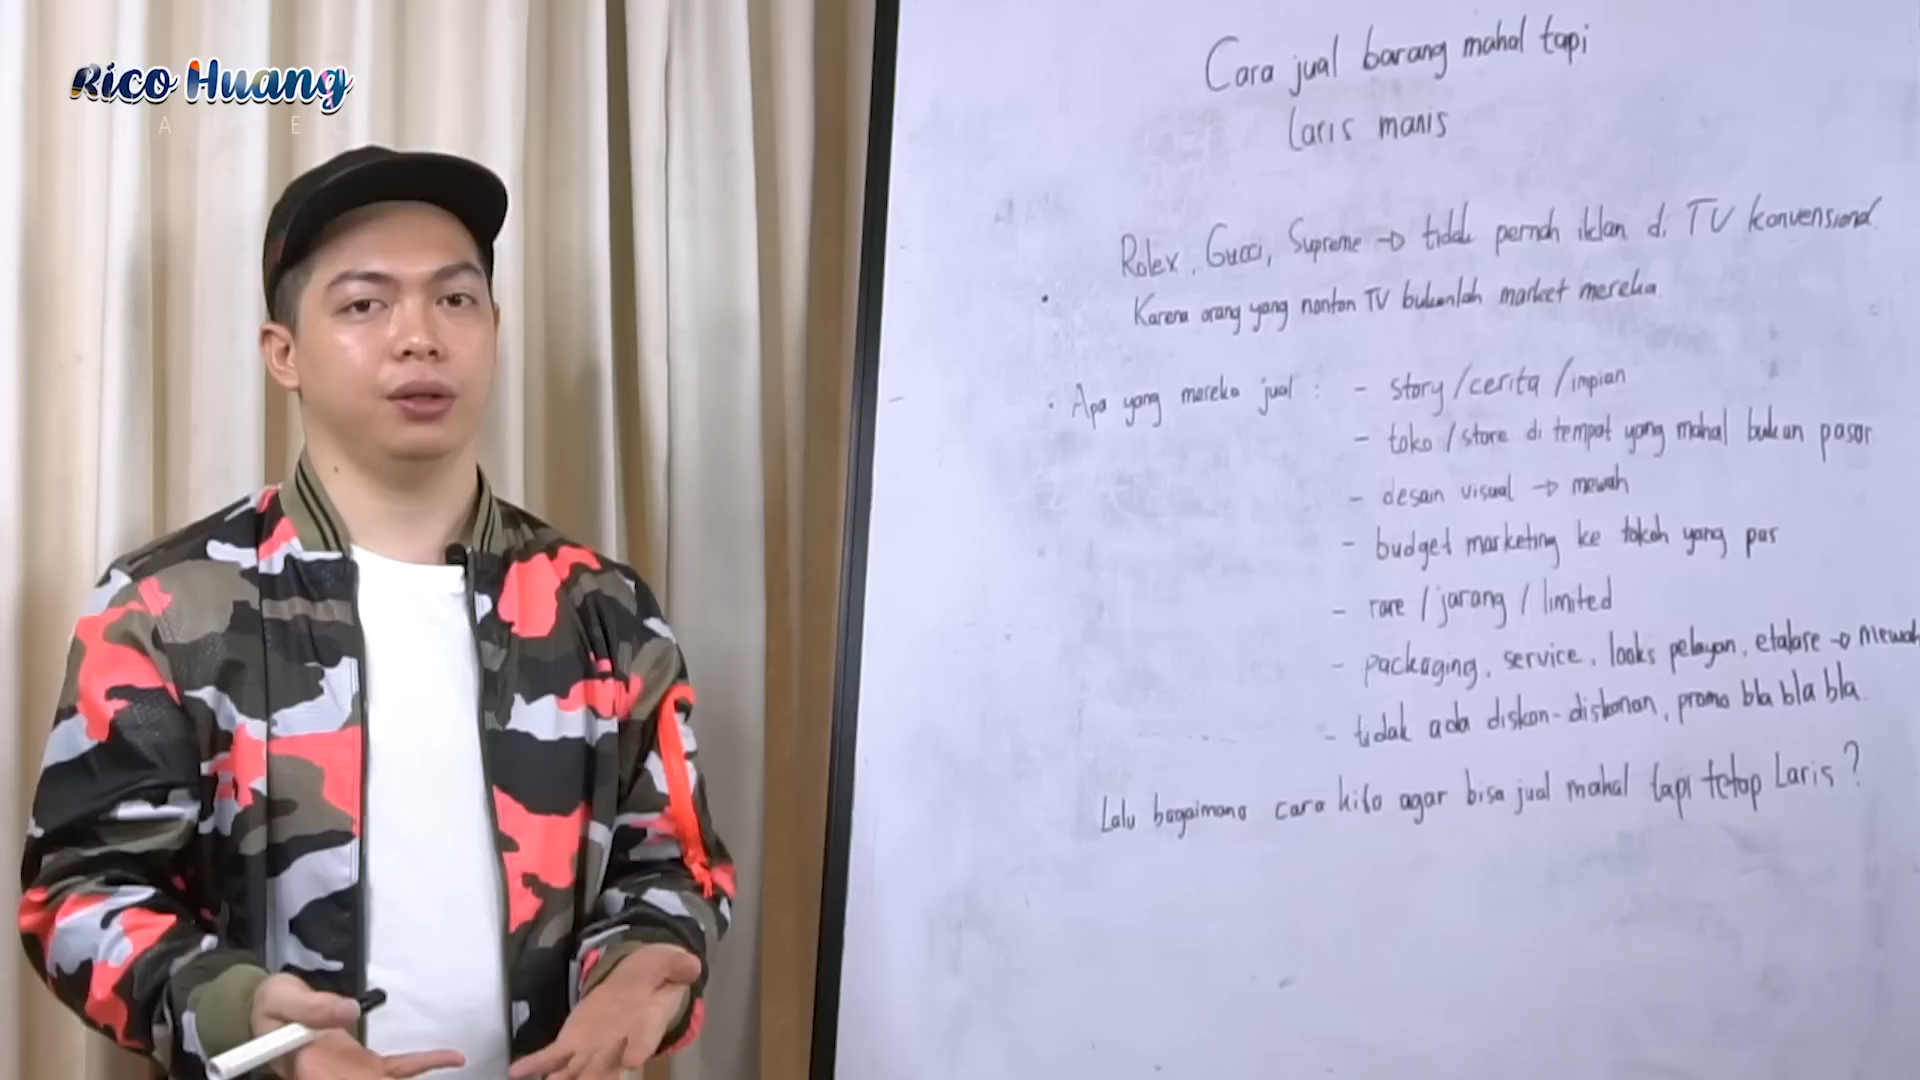 Rico Huang
A E
Cara jual barang mahal tapi
laris manis
Rolex, Gucci, Supreme → tidak pernah iklan di TV konvensional
• Karena orang yang nonton TV bukanlah market mereka
• Apa yang mereka jual : - story / cerita / impian
- toko / store di tempat yang mahal bukan pasar
- desain visual → mewah
- budget marketing ke tokoh yang pas
- rare / jarang / limited
- packaging, service, looks pelayan, etalase → mewah
- tidak ada diskon-diskonan, promo bla bla bla
Lalu bagaimana cara kita agar bisa jual mahal tapi tetap Laris ?